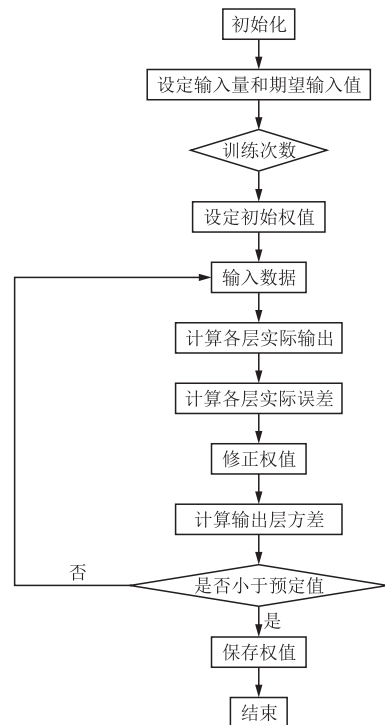 初始化
设定输入量和期望输入值
训练次数
设定初始权值
输入数据
计算各层实际输出
计算各层实际误差
修正权值
计算输出层方差
否
是否小于预定值
是
保存权值
结束